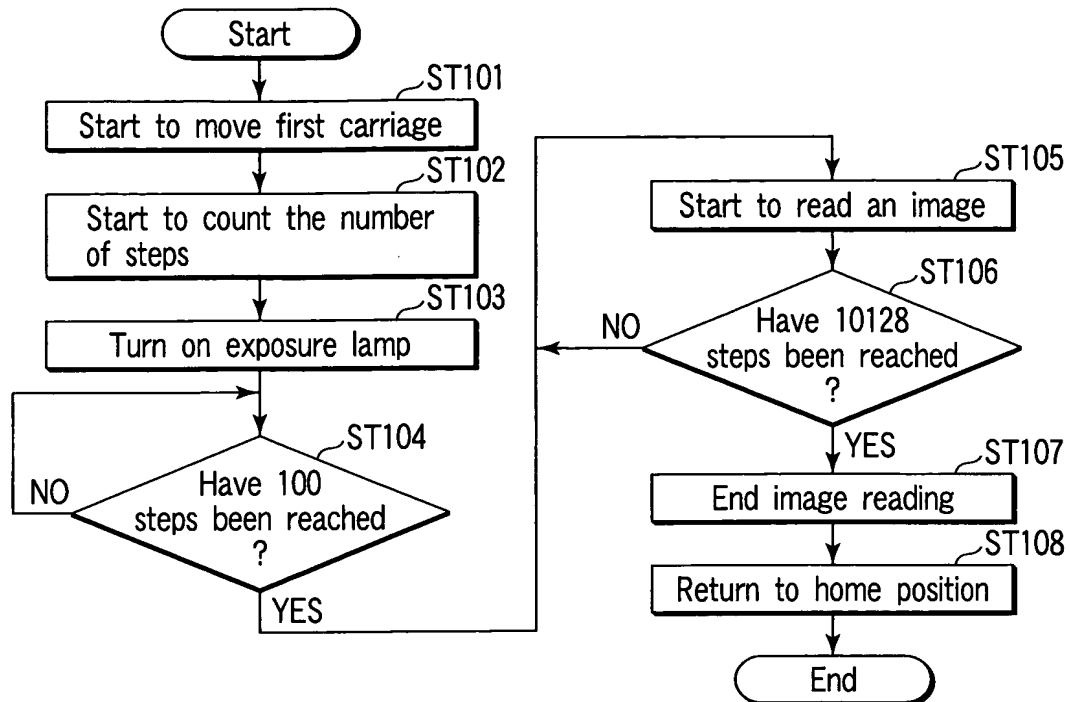 Start
ST101
Start to move first carriage
ST102
Start to count the number
of steps
ST103
Turn on exposure lamp
ST104
Have 100
steps been reached
?
NO
YES
ST105
Start to read an image
ST106
Have 10128
steps been reached
?
NO
YES
ST107
End image reading
ST108
Return to home position
End